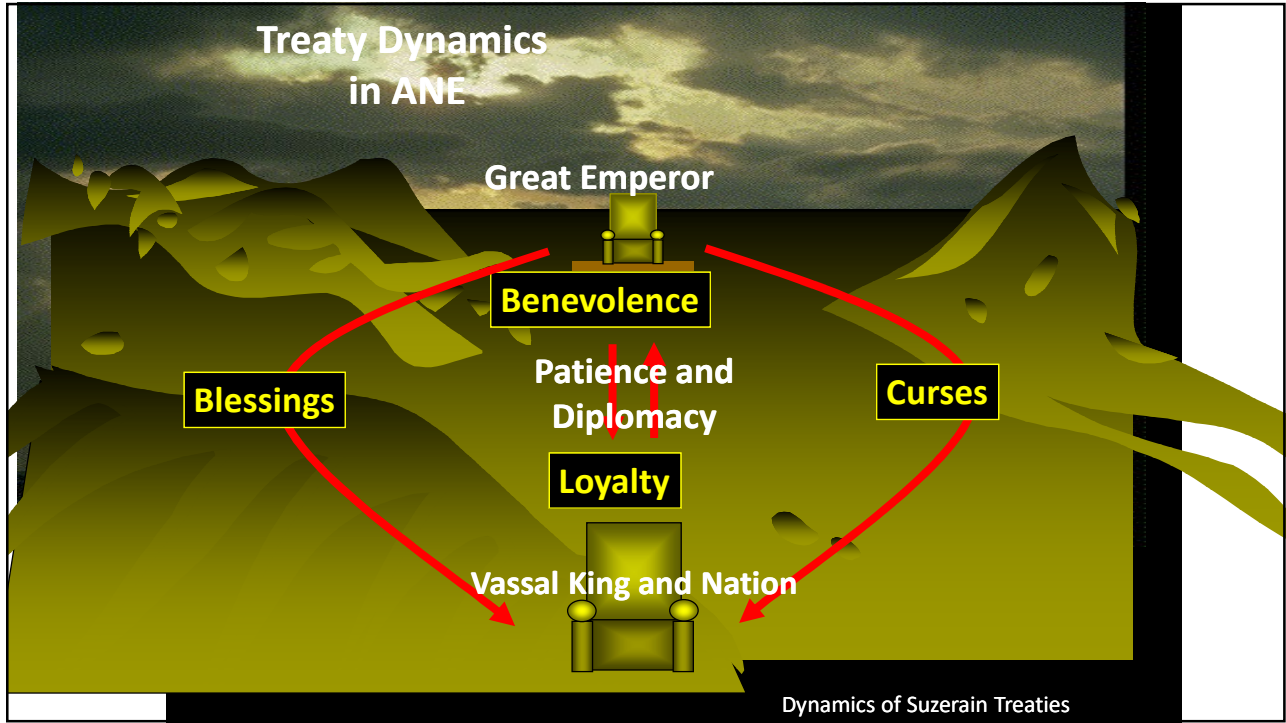 Treaty Dynamics
in ANE
Great Emperor
Benevolence
Blessings
Patience and
Diplomacy
Curses
Loyalty
Vassal King and Nation
Dynamics of Suzerain Treaties